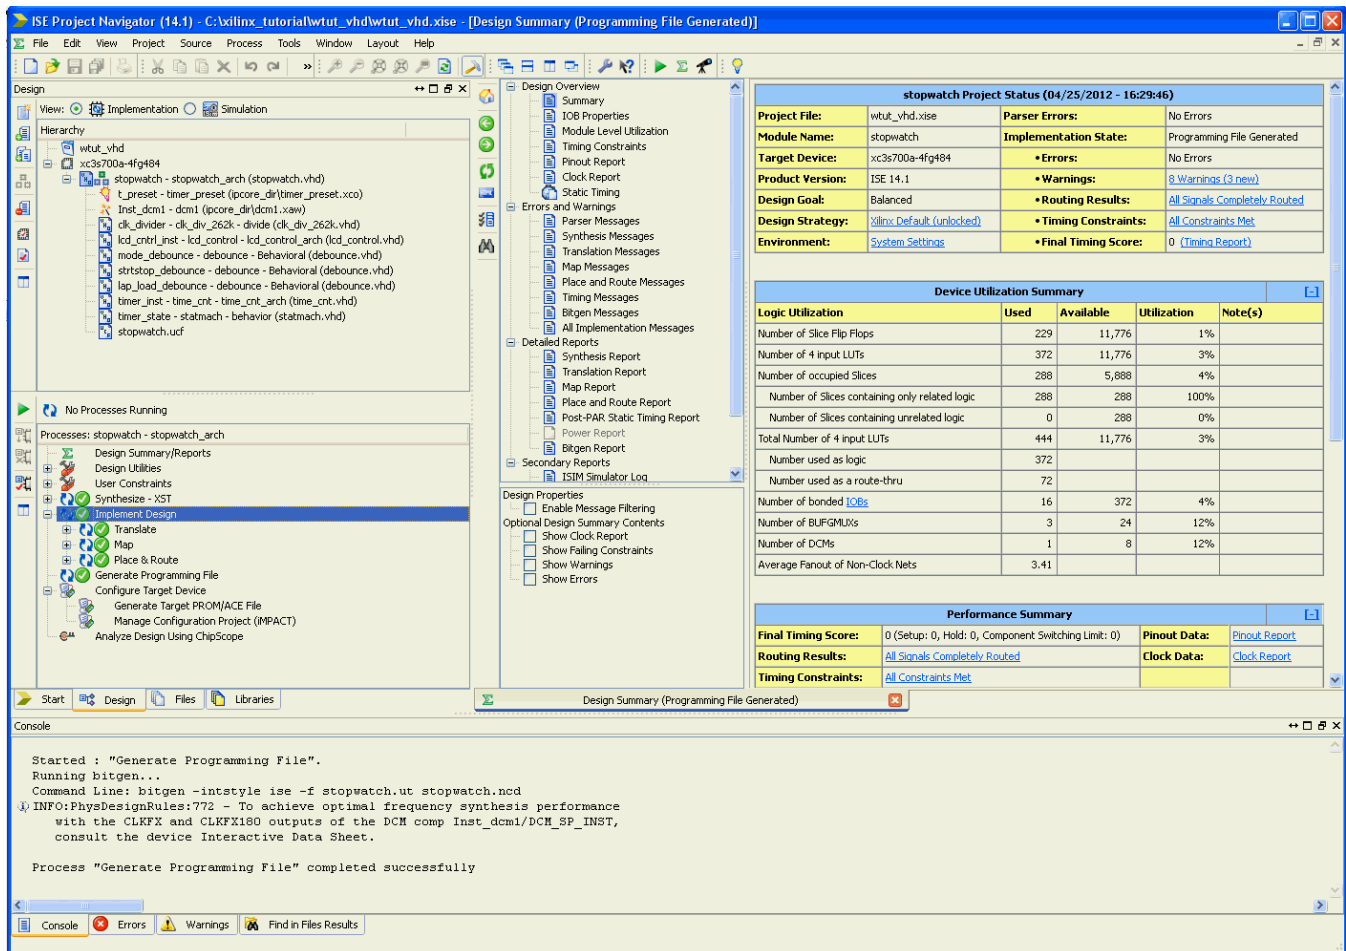 ISE Project Navigator (14.1) - C:\xilinx_tutorial\wtut_vhd\wtut_vhd.xise - [Design Summary (Programming File Generated)]
File Edit View Project Source Process Tools Window Layout Help
Design
View: Implementation Simulation
Hierarchy
wtut_vhd
xc3s700a-4fg484
stopwatch - stopwatch_arch (stopwatch.vhd)
t_preset - timer_preset (ipcore_dir\timer_preset.xco)
Inst_dcm1 - dcm1 (ipcore_dir\dcm1.xaw)
clk_divider - clk_div_262k - divide (clk_div_262k.vhd)
lcd_cntrl_inst - lcd_control - lcd_control_arch (lcd_control.vhd)
mode_debounce - debounce - Behavioral (debounce.vhd)
strtstop_debounce - debounce - Behavioral (debounce.vhd)
lap_load_debounce - debounce - Behavioral (debounce.vhd)
timer_inst - time_cnt - time_cnt_arch (time_cnt.vhd)
timer_state - statmach - behavior (statmach.vhd)
stopwatch.ucf
No Processes Running
Processes: stopwatch - stopwatch_arch
Design Summary/Reports
Design Utilities
User Constraints
Synthesize - XST
Implement Design
Translate
Map
Place & Route
Generate Programming File
Configure Target Device
Generate Target PROM/ACE File
Manage Configuration Project (iMPACT)
Analyze Design Using ChipScope
Start Design Files Libraries
Design Overview
Summary
IOB Properties
Module Level Utilization
Timing Constraints
Pinout Report
Clock Report
Static Timing
Errors and Warnings
Parser Messages
Synthesis Messages
Translation Messages
Map Messages
Place and Route Messages
Timing Messages
Bitgen Messages
All Implementation Messages
Detailed Reports
Synthesis Report
Translation Report
Map Report
Place and Route Report
Post-PAR Static Timing Report
Power Report
Bitgen Report
Secondary Reports
ISIM Simulator Log
Design Properties
Enable Message Filtering
Optional Design Summary Contents
Show Clock Report
Show Failing Constraints
Show Warnings
Show Errors
stopwatch Project Status (04/25/2012 - 16:29:46)
Project File: wtut_vhd.xise Parser Errors: No Errors
Module Name: stopwatch Implementation State: Programming File Generated
Target Device: xc3s700a-4fg484 •Errors: No Errors
Product Version: ISE 14.1 •Warnings: 8 Warnings (3 new)
Design Goal: Balanced •Routing Results: All Signals Completely Routed
Design Strategy: Xilinx Default (unlocked) •Timing Constraints: All Constraints Met
Environment: System Settings •Final Timing Score: 0 (Timing Report)
Device Utilization Summary [-]
Logic Utilization Used Available Utilization Note(s)
Number of Slice Flip Flops 229 11,776 1%
Number of 4 input LUTs 372 11,776 3%
Number of occupied Slices 288 5,888 4%
Number of Slices containing only related logic 288 288 100%
Number of Slices containing unrelated logic 0 288 0%
Total Number of 4 input LUTs 444 11,776 3%
Number used as logic 372
Number used as a route-thru 72
Number of bonded IOBs 16 372 4%
Number of BUFGMUXs 3 24 12%
Number of DCMs 1 8 12%
Average Fanout of Non-Clock Nets 3.41
Performance Summary [-]
Final Timing Score: 0 (Setup: 0, Hold: 0, Component Switching Limit: 0) Pinout Data: Pinout Report
Routing Results: All Signals Completely Routed Clock Data: Clock Report
Timing Constraints: All Constraints Met
Design Summary (Programming File Generated)
Console
Started : "Generate Programming File".
Running bitgen...
Command Line: bitgen -intstyle ise -f stopwatch.ut stopwatch.ncd
INFO:PhysDesignRules:772 - To achieve optimal frequency synthesis performance
with the CLKFX and CLKFX180 outputs of the DCM comp Inst_dcm1/DCM_SP_INST,
consult the device Interactive Data Sheet.
Process "Generate Programming File" completed successfully
Console Errors Warnings Find in Files Results